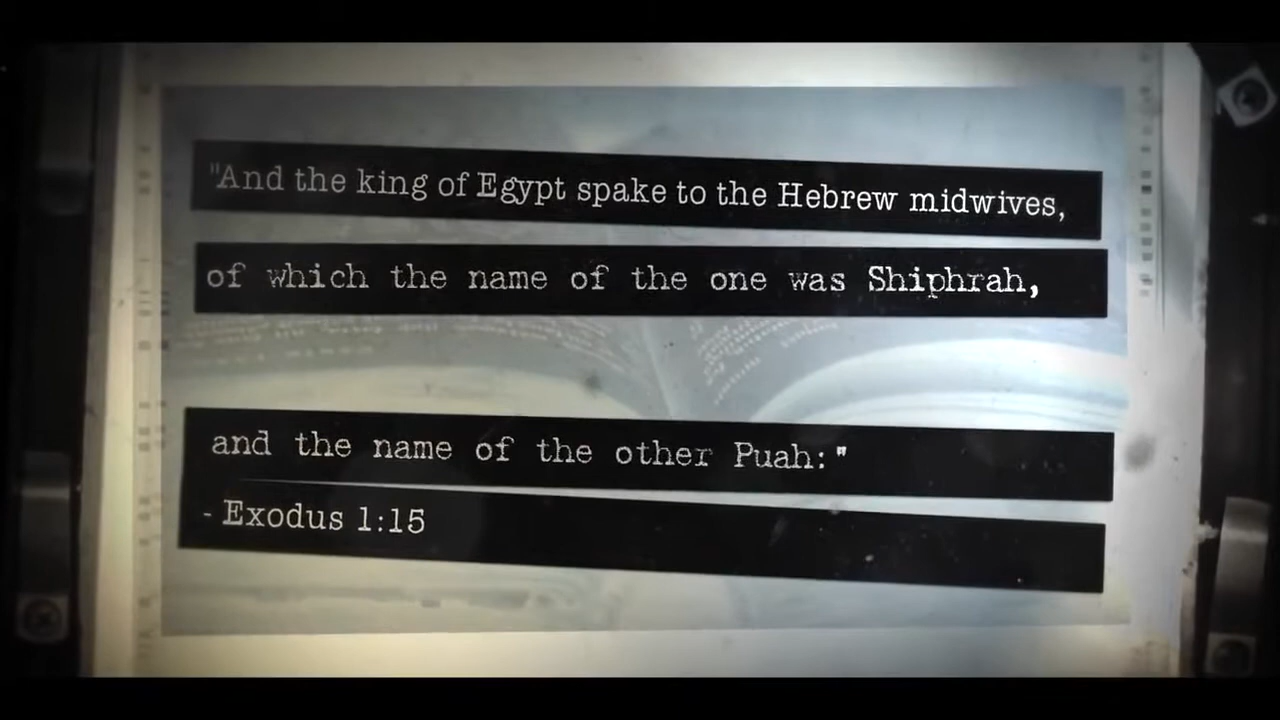 "And the king of Egypt spake to the Hebrew midwives,
of which the name of the one was Shiphrah,
and the name of the other Puah:"
- Exodus 1:15